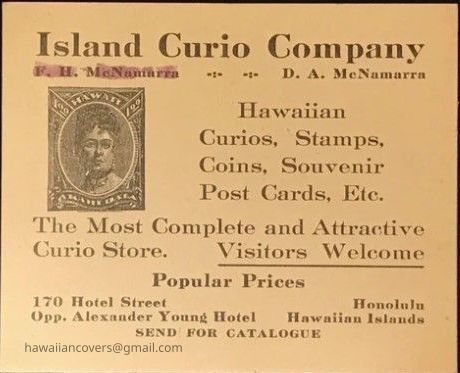 Island Curio Company
F. H. McNamarra -:- -:- D. A. McNamarra
HAWAII
AKAHI DALA
Hawaiian
Curios, Stamps,
Coins, Souvenir
Post Cards, Etc.
The Most Complete and Attractive
Curio Store. Visitors Welcome
Popular Prices
170 Hotel Street Honolulu
Opp. Alexander Young Hotel Hawaiian Islands
SEND FOR CATALOGUE
hawaiiancovers@gmail.com